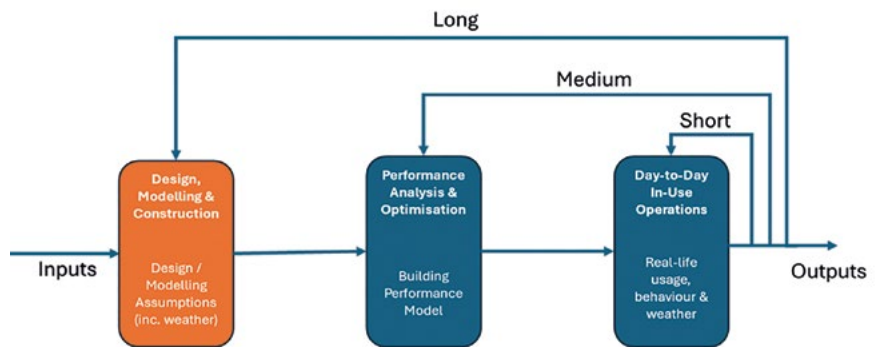 Long
Medium
Short
Design,
Modelling &
Construction
Design /
Modelling
Assumptions
(inc. weather)
Performance
Analysis &
Optimisation
Building
Performance
Model
Day-to-Day
In-Use
Operations
Real-life
usage,
behaviour &
weather
Inputs
Outputs